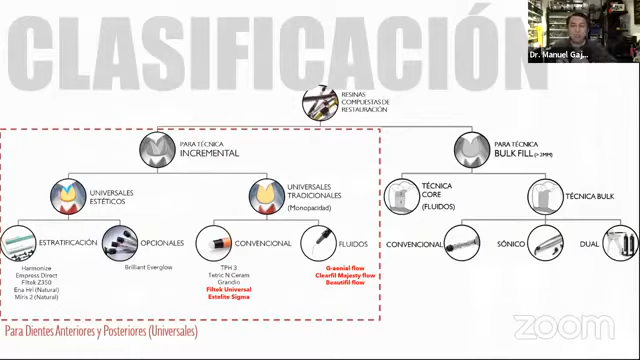 CLASIFICACIÓN
Dr. Manuel Gaj...
RESINAS
COMPUESTAS DE
RESTAURACIÓN
PARA TÉCNICA
INCREMENTAL
PARA TÉCNICA
BULK FILL (> 2MM)
UNIVERSALES
ESTÉTICOS
UNIVERSALES
TRADICIONALES
(Monopacidad)
TÉCNICA
CORE
(FLUIDOS)
TÉCNICA BULK
ESTRATIFICACIÓN
OPCIONALES
CONVENCIONAL
FLUIDOS
CONVENCIONAL
SÓNICO
DUAL
Harmonize
Empress Direct
Filtek Z350
Ena Hri (Natural)
Miris 2 (Natural)
Brilliant Everglow
TPH 3
Tetric N Ceram
Grandio
Filtek Universal
Estelite Sigma
G-aenial flow
Clearfil Majesty flow
Beautifil flow
Para Dientes Anteriores y Posteriores (Universales)
zoom